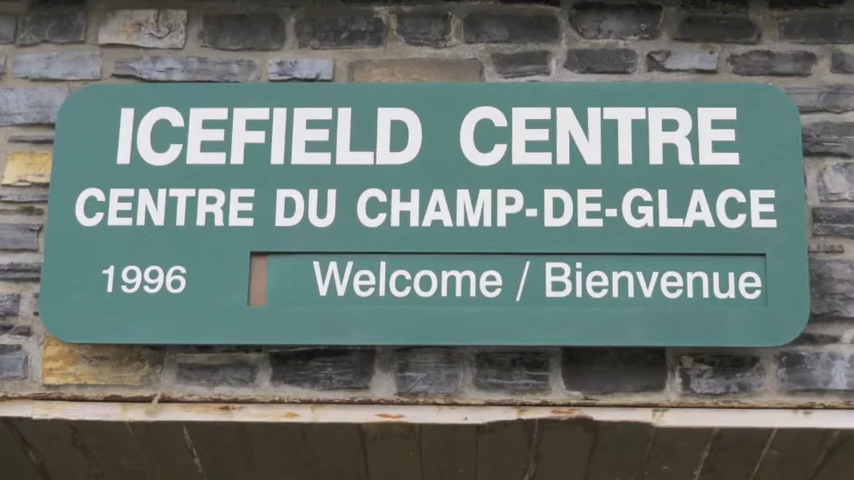 ICEFIELD CENTRE
CENTRE DU CHAMP-DE-GLACE
1996 Welcome / Bienvenue